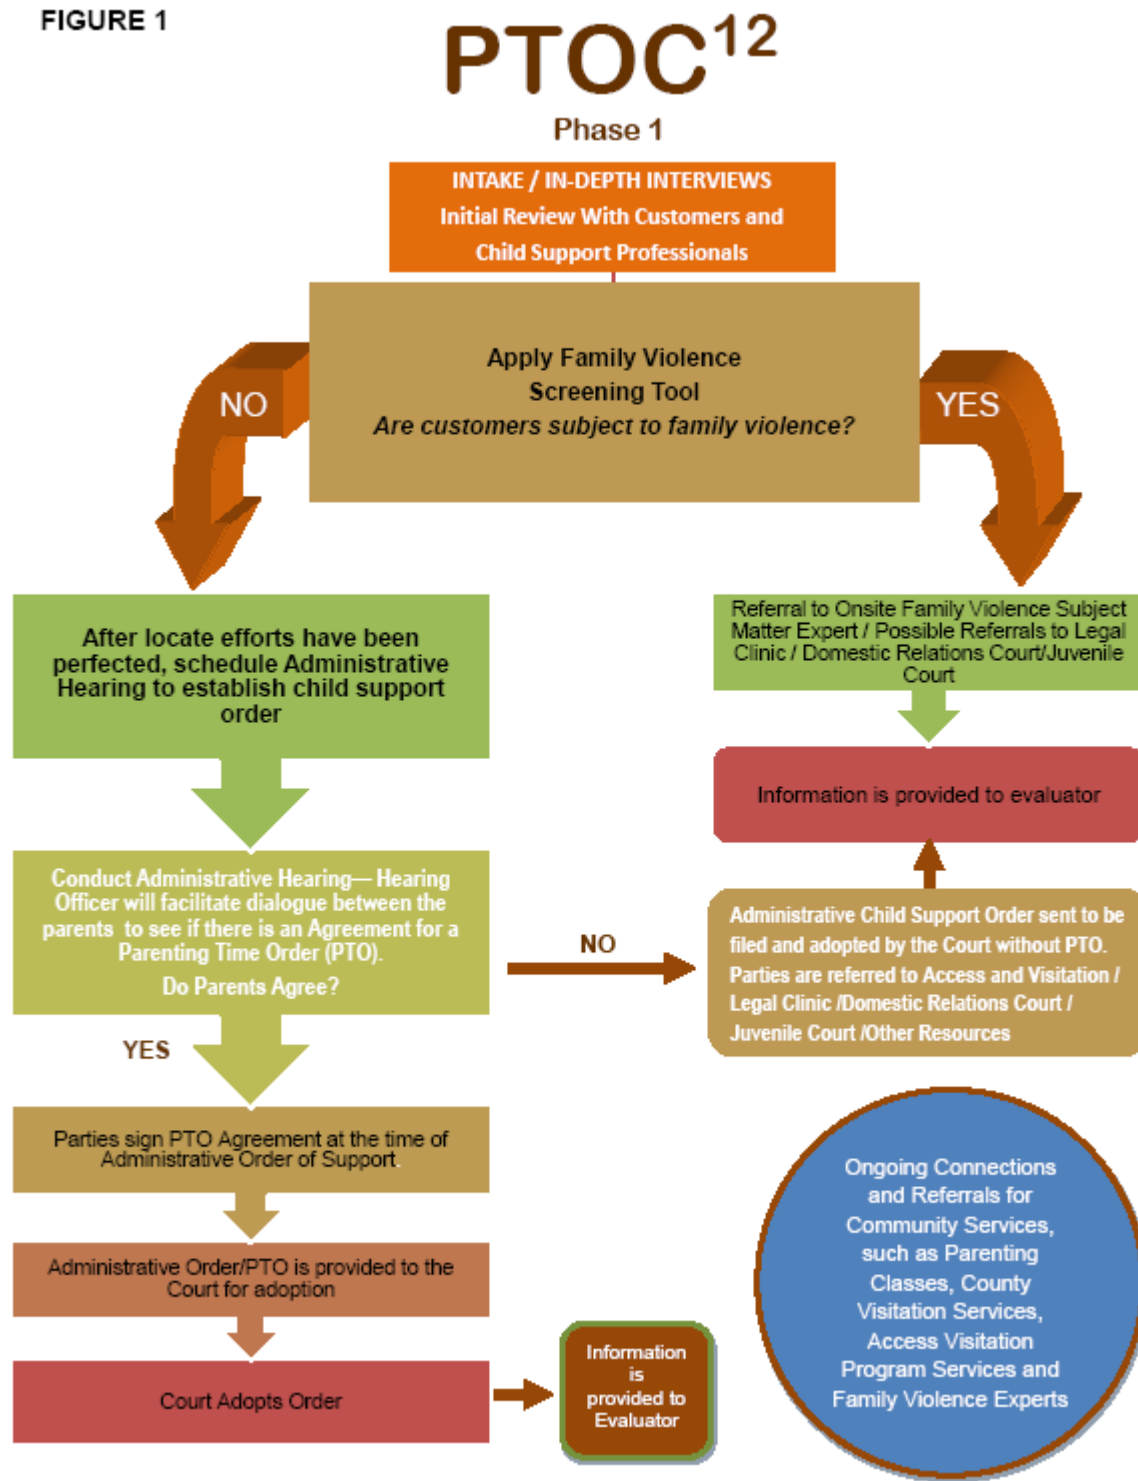 FIGURE 1
PTOC12
Phase 1
INTAKE / IN-DEPTH INTERVIEWS
Initial Review With Customers and
Child Support Professionals
Apply Family Violence
Screening Tool
Are customers subject to family violence?
NO
YES
After locate efforts have been
perfected, schedule Administrative
Hearing to establish child support
order
Referral to Onsite Family Violence Subject
Matter Expert / Possible Referrals to Legal
Clinic / Domestic Relations Court/Juvenile
Court
Information is provided to evaluator
Conduct Administrative Hearing— Hearing
Officer will facilitate dialogue between the
parents to see if there is an Agreement for a
Parenting Time Order (PTO).
Do Parents Agree?
NO
Administrative Child Support Order sent to be
filed and adopted by the Court without PTO.
Parties are referred to Access and Visitation /
Legal Clinic /Domestic Relations Court /
Juvenile Court /Other Resources
YES
Parties sign PTO Agreement at the time of
Administrative Order of Support.
Administrative Order/PTO is provided to the
Court for adoption
Court Adopts Order
Information
is
provided to
Evaluator
Ongoing Connections
and Referrals for
Community Services,
such as Parenting
Classes, County
Visitation Services,
Access Visitation
Program Services and
Family Violence Experts